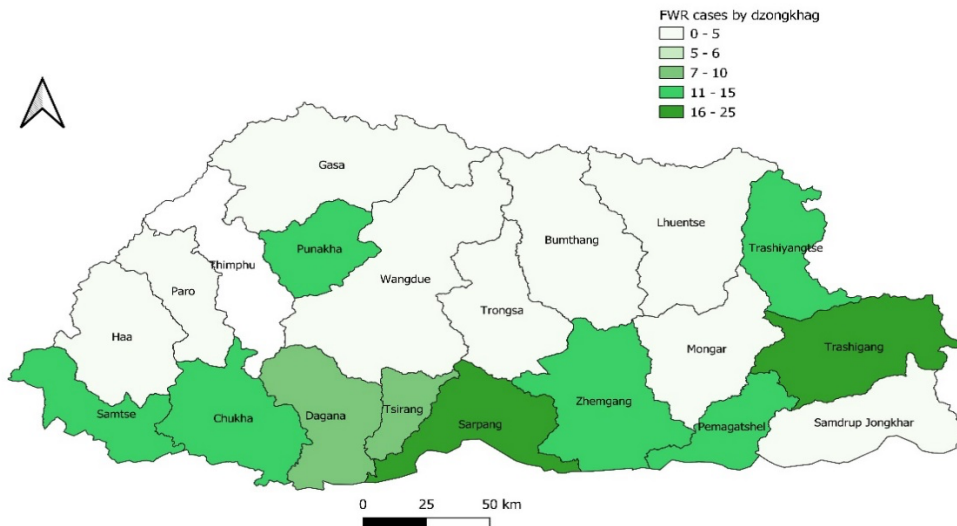 FWR cases by dzongkhag
0 - 5
5 - 6
7 - 10
11 - 15
16 - 25
Gasa
Punakha
Thimphu
Paro
Haa
Wangdue
Bumthang
Lhuentse
Trashiyangtse
Trongsa
Mongar
Trashigang
Samtse
Chukha
Dagana
Tsirang
Sarpang
Zhemgang
Pemagatshel
Samdrup Jongkhar
0 25 50 km